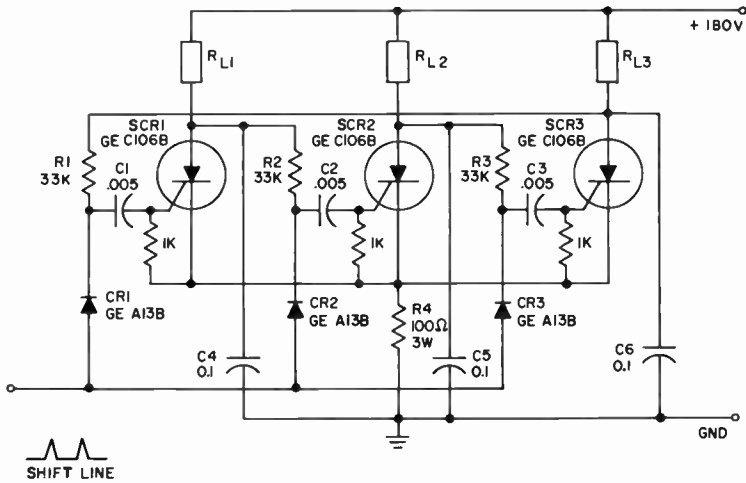 + 180V
RL1
RL2
RL3
SCR1
GE C106B
SCR2
GE C106B
SCR3
GE C106B
R1
33K
C1
.005
R2
33K
C2
.005
R3
33K
C3
.005
1K
1K
1K
CR1
GE A13B
CR2
GE A13B
R4
100Ω
3W
CR3
GE A13B
C4
0.1
C5
0.1
C6
0.1
GND
SHIFT LINE